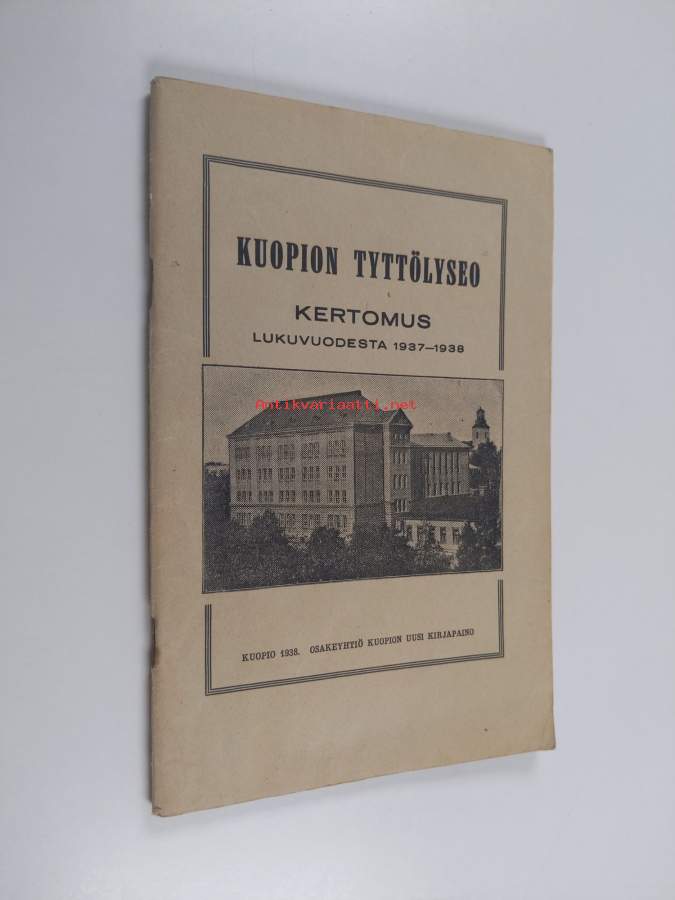 KUOPION TYTTÖLYSEO
KERTOMUS
LUKUVUODESTA 1937—1938
Antikvariaatti.net
KUOPIO 1938. OSAKEYHTIÖ KUOPION UUSI KIRJAPAINO